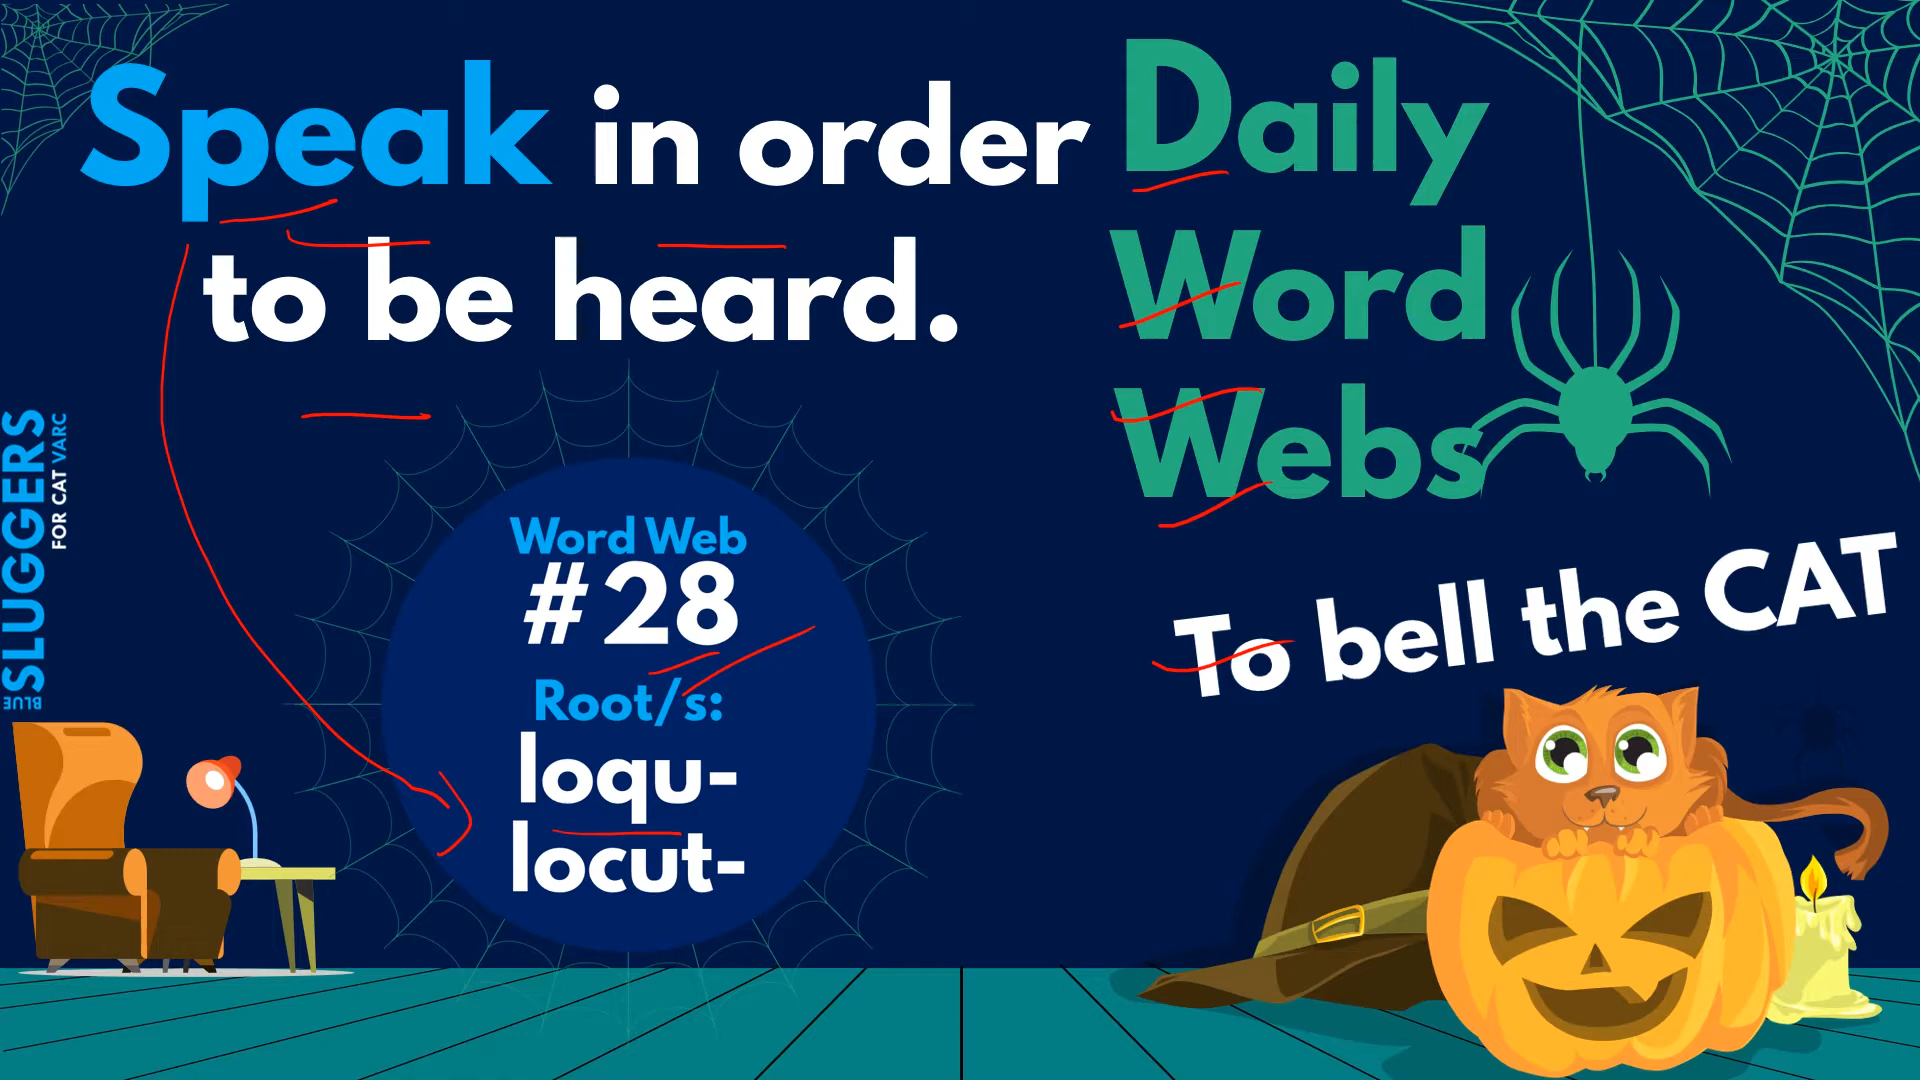 Speak in order
to be heard.
Daily
Word
Webs
To bell the CAT
Word Web
#28
Root/s:
loqu-
locut-
BLUE SLUGGERS
FOR CAT VARC